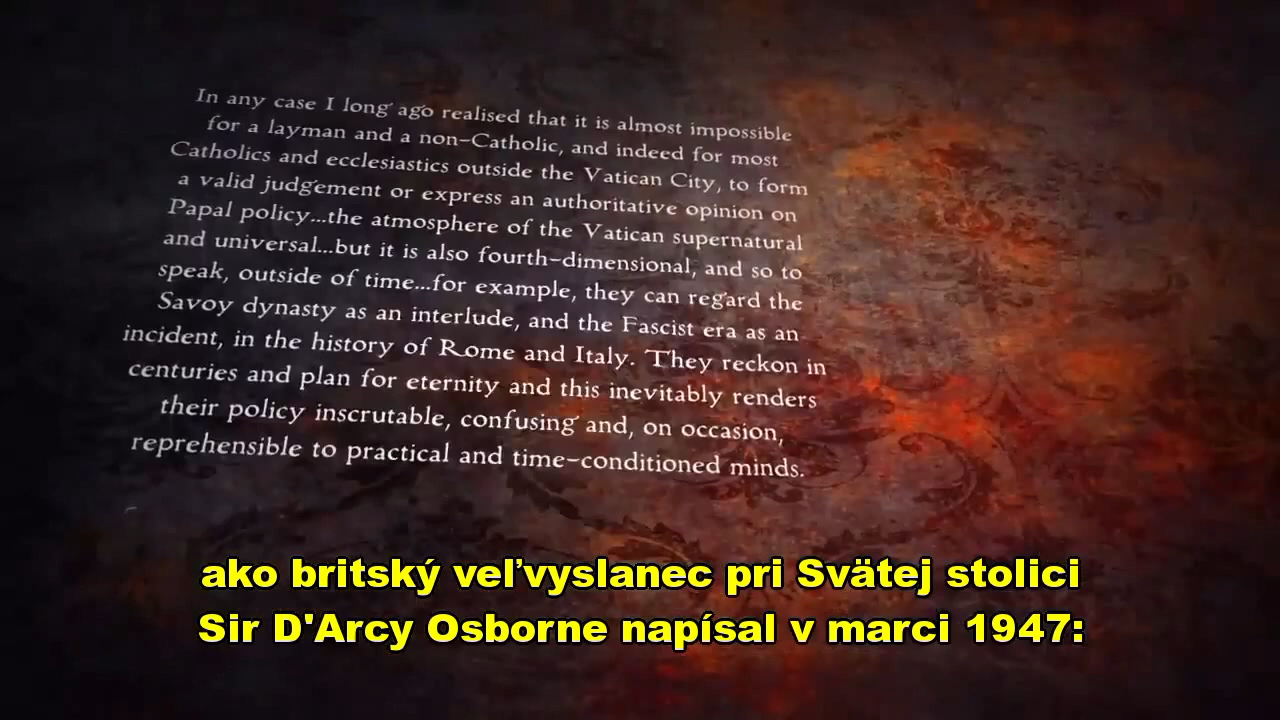 In any case I long ago realised that it is almost impossible
for a layman and a non-Catholic, and indeed for most
Catholics and ecclesiastics outside the Vatican City, to form
a valid judgement or express an authoritative opinion on
Papal policy...the atmosphere of the Vatican supernatural
and universal...but it is also fourth-dimensional, and so to
speak, outside of time...for example, they can regard the
Savoy dynasty as an interlude, and the Fascist era as an
incident, in the history of Rome and Italy. They reckon in
centuries and plan for eternity and this inevitably renders
their policy inscrutable, confusing and, on occasion,
reprehensible to practical and time-conditioned minds.
ako britský veľvyslanec pri Svätej stolici
Sir D'Arcy Osborne napísal v marci 1947: